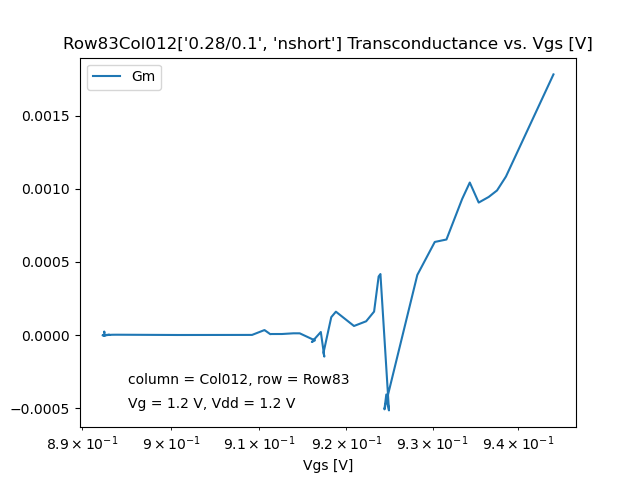 Row83Col012['0.28/0.1', 'nshort'] Transconductance vs. Vgs [V]
Gm
0.0015
0.0010
0.0005
0.0000
−0.0005
column = Col012, row = Row83
Vg = 1.2 V, Vdd = 1.2 V
8.9 × 10⁻¹ 9 × 10⁻¹ 9.1 × 10⁻¹ 9.2 × 10⁻¹ 9.3 × 10⁻¹ 9.4 × 10⁻¹
Vgs [V]